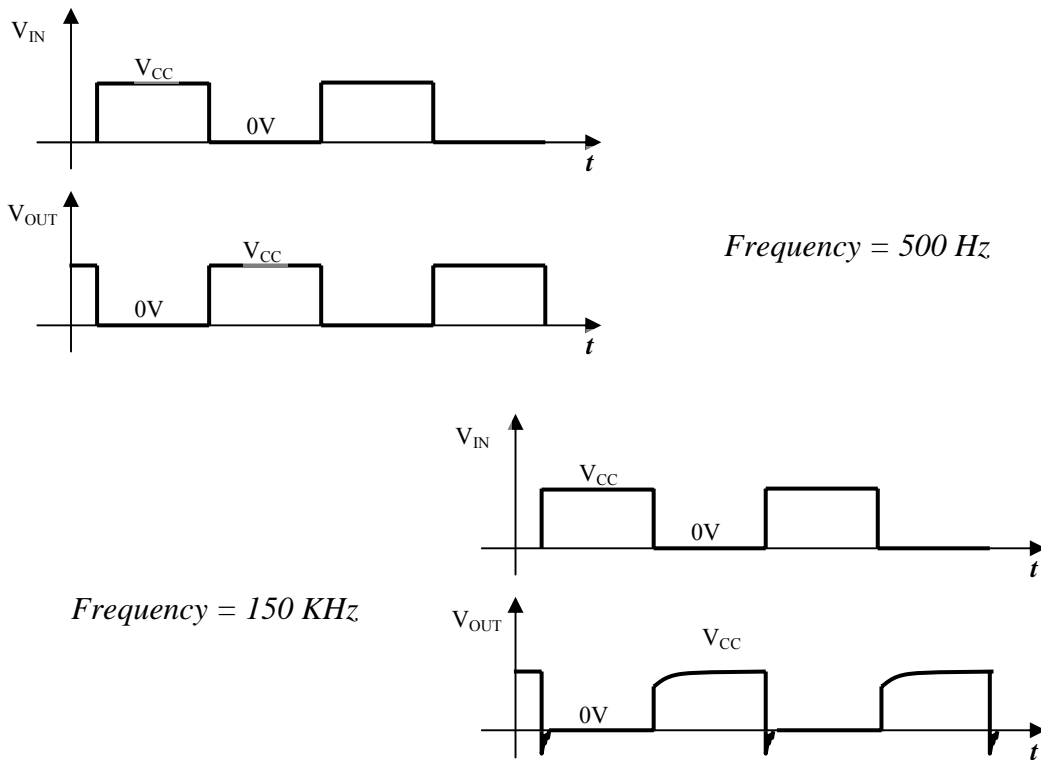 V_IN
V_CC
0V
t
V_OUT
V_CC
0V
t
Frequency = 500 Hz
V_IN
V_CC
0V
t
Frequency = 150 KHz
V_OUT
V_CC
0V
t